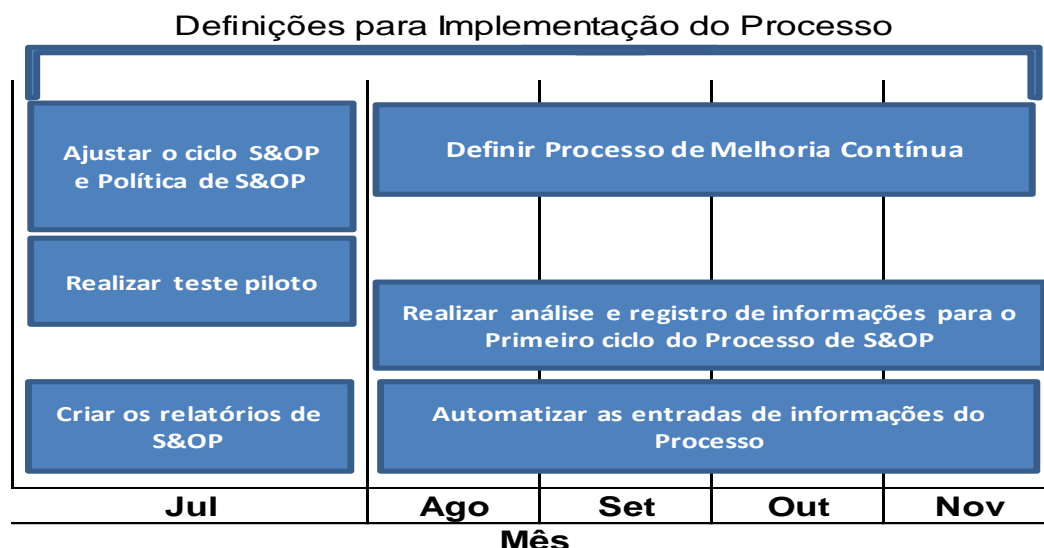 Definições para Implementação do Processo
Ajustar o ciclo S&OP
e Política de S&OP
Definir Processo de Melhoria Contínua
Realizar teste piloto
Realizar análise e registro de informações para o
Primeiro ciclo do Processo de S&OP
Criar os relatórios de
S&OP
Automatizar as entradas de informações do
Processo
Jul Ago Set Out Nov
Mês